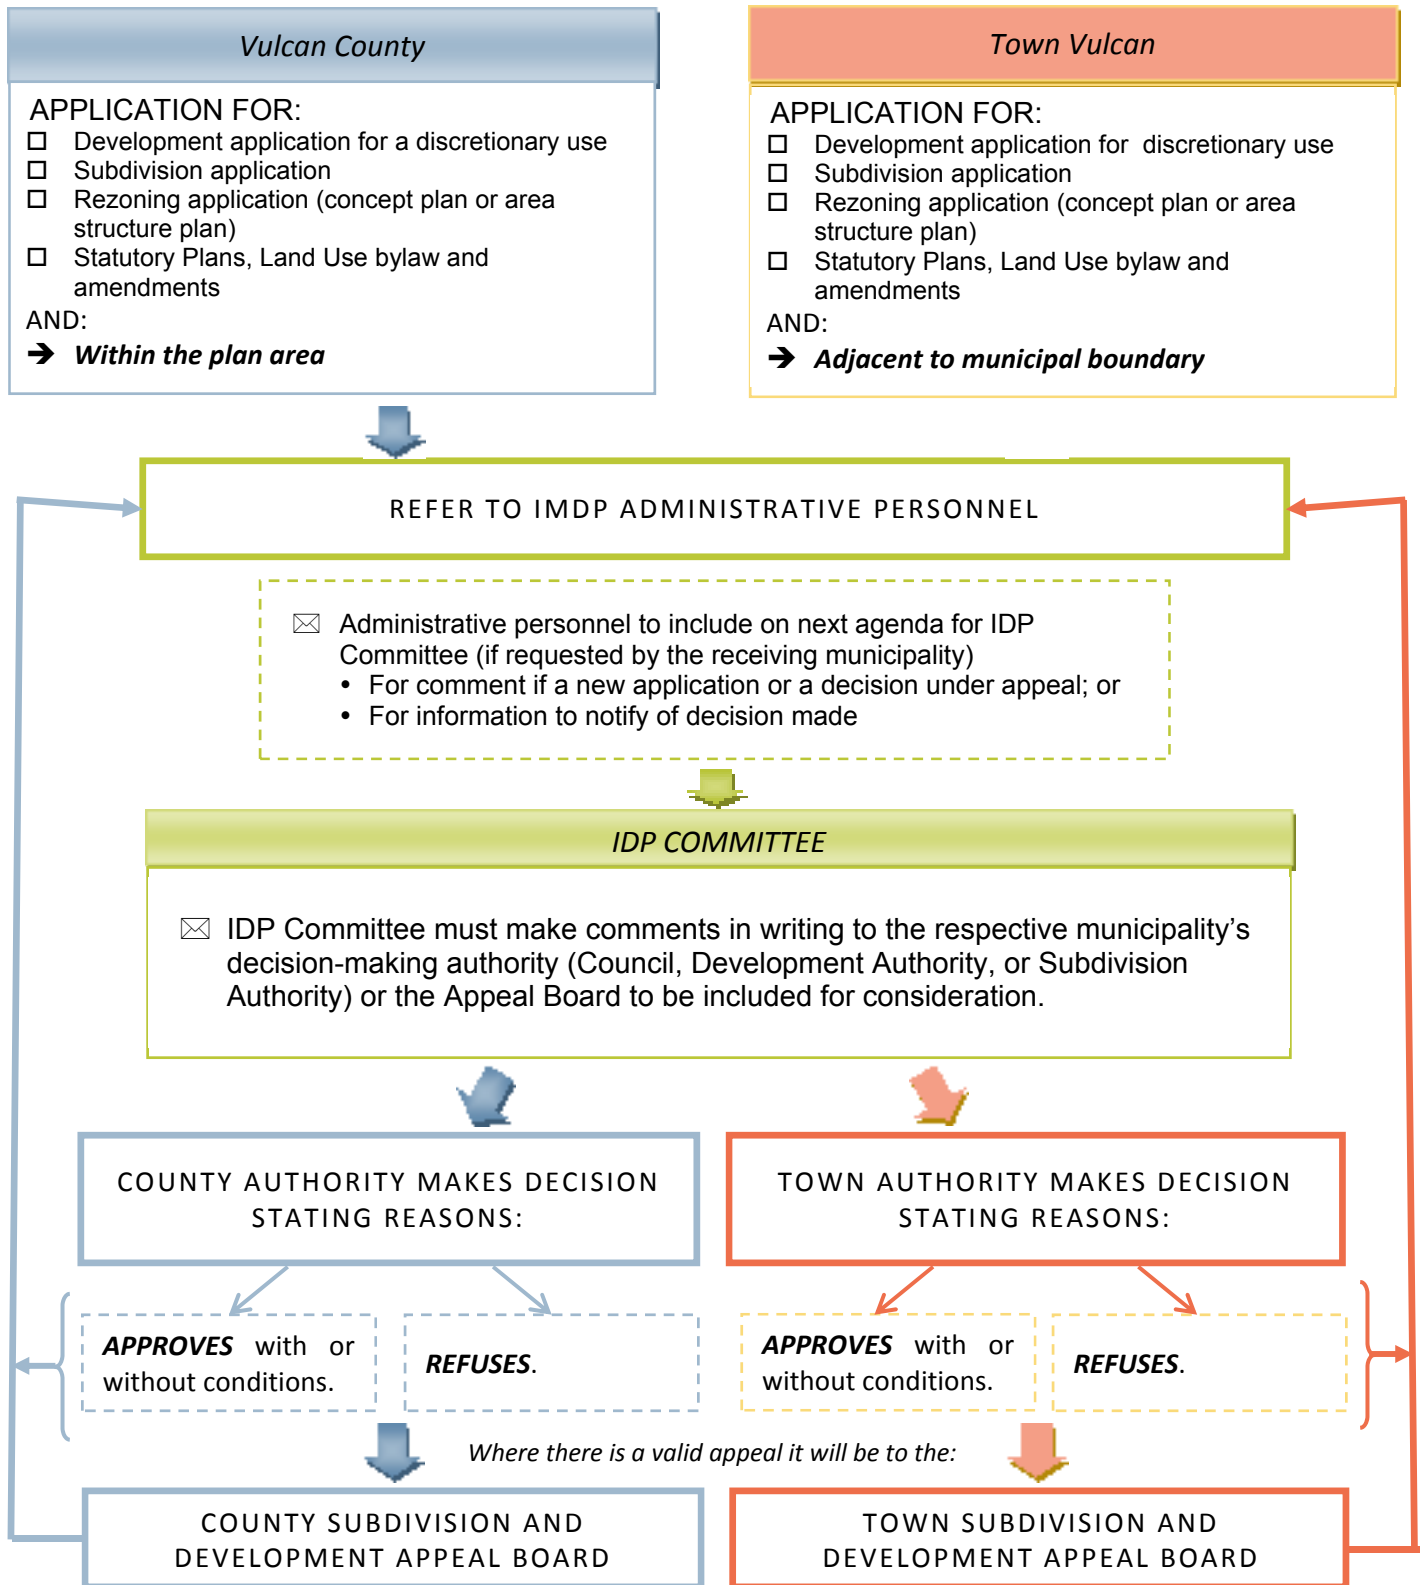 Vulcan County
APPLICATION FOR:
☐ Development application for a discretionary use
☐ Subdivision application
☐ Rezoning application (concept plan or area
structure plan)
☐ Statutory Plans, Land Use bylaw and
amendments
AND:
➔ Within the plan area
Town Vulcan
APPLICATION FOR:
☐ Development application for discretionary use
☐ Subdivision application
☐ Rezoning application (concept plan or area
structure plan)
☐ Statutory Plans, Land Use bylaw and
amendments
AND:
➔ Adjacent to municipal boundary
REFER TO IMDP ADMINISTRATIVE PERSONNEL
Administrative personnel to include on next agenda for IDP
Committee (if requested by the receiving municipality)
• For comment if a new application or a decision under appeal; or
• For information to notify of decision made
IDP COMMITTEE
IDP Committee must make comments in writing to the respective municipality’s
decision-making authority (Council, Development Authority, or Subdivision
Authority) or the Appeal Board to be included for consideration.
COUNTY AUTHORITY MAKES DECISION
STATING REASONS:
TOWN AUTHORITY MAKES DECISION
STATING REASONS:
APPROVES with or
without conditions.
REFUSES.
APPROVES with or
without conditions.
REFUSES.
Where there is a valid appeal it will be to the:
COUNTY SUBDIVISION AND
DEVELOPMENT APPEAL BOARD
TOWN SUBDIVISION AND
DEVELOPMENT APPEAL BOARD